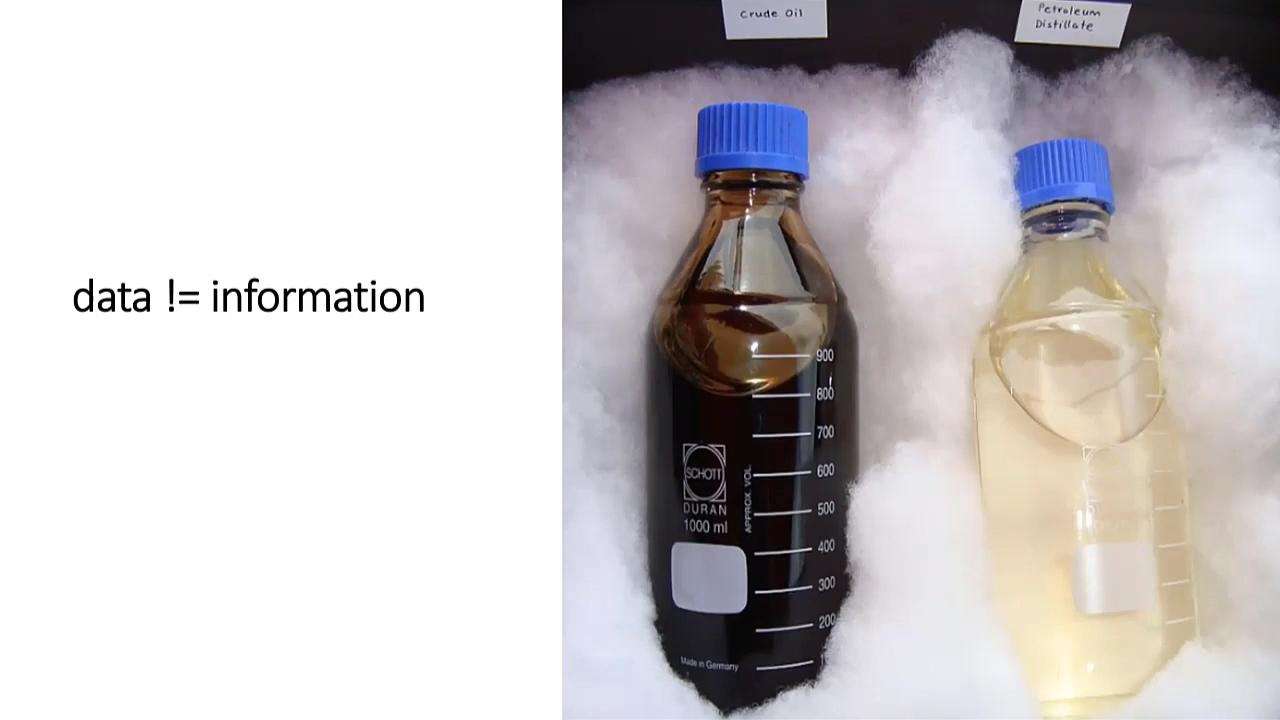 data != information
Crude Oil
Petroleum
Distillate
900
800
700
600
500
400
300
200
SCHOTT
DURAN
1000 ml
APPROX. VOL.
Made in Germany